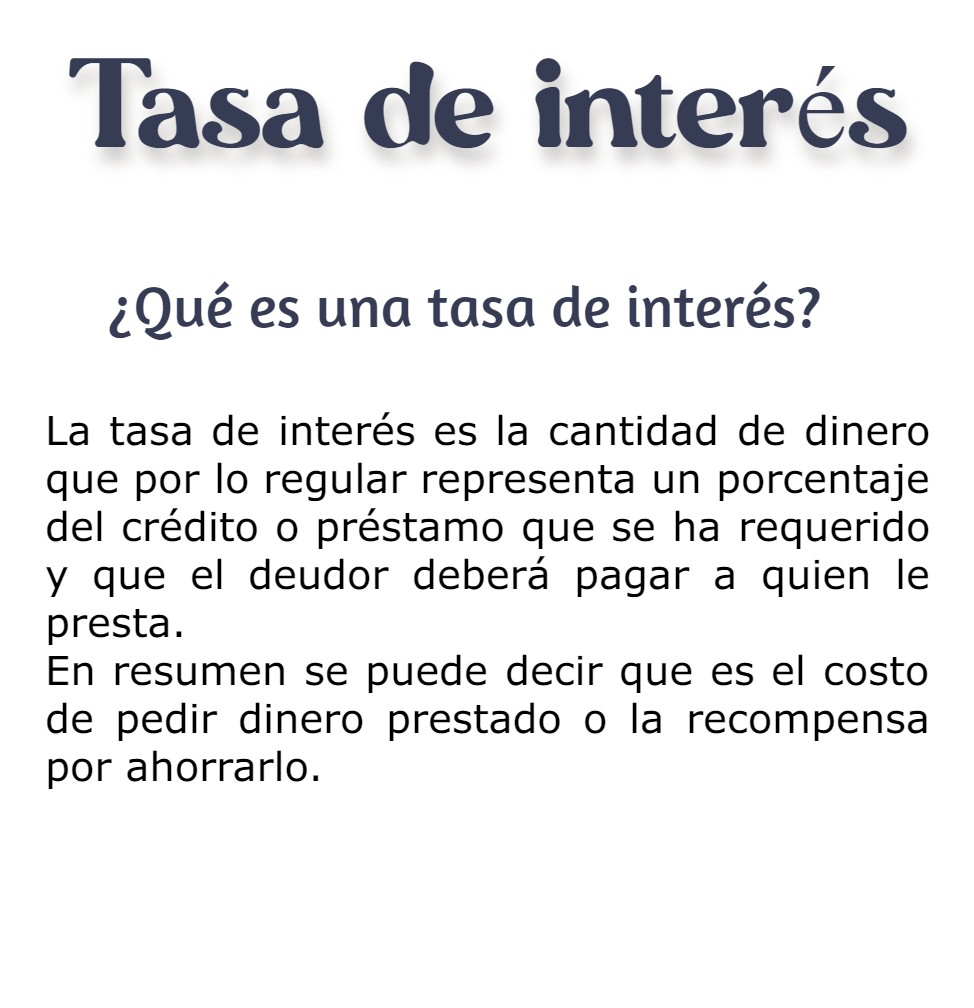 Tasa de interés
¿Qué es una tasa de interés?
La tasa de interés es la cantidad de dinero
que por lo regular representa un porcentaje
del crédito o préstamo que se ha requerido
y que el deudor deberá pagar a quien le
presta.
En resumen se puede decir que es el costo
de pedir dinero prestado o la recompensa
por ahorrarlo.